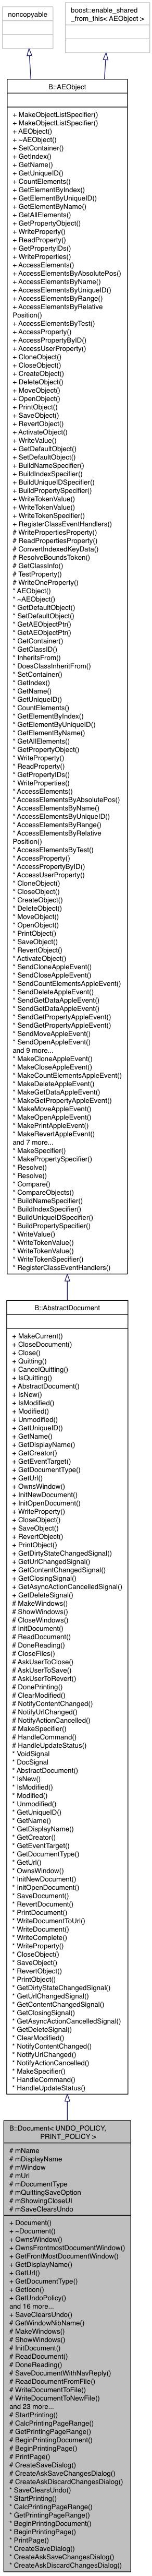 noncopyable
boost::enable_shared
_from_this< AEObject >
B::AEObject
+ MakeObjectListSpecifier()
+ MakeObjectListSpecifier()
+ AEObject()
+ ~AEObject()
+ SetContainer()
+ GetIndex()
+ GetName()
+ GetUniqueID()
+ CountElements()
+ GetElementByIndex()
+ GetElementByUniqueID()
+ GetElementByName()
+ GetAllElements()
+ GetPropertyObject()
+ WriteProperty()
+ ReadProperty()
+ GetPropertyIDs()
+ WriteProperties()
+ AccessElements()
+ AccessElementsByAbsolutePos()
+ AccessElementsByName()
+ AccessElementsByUniqueID()
+ AccessElementsByRange()
+ AccessElementsByRelative
Position()
+ AccessElementsByTest()
+ AccessProperty()
+ AccessPropertyByID()
+ AccessUserProperty()
+ CloneObject()
+ CloseObject()
+ CreateObject()
+ DeleteObject()
+ MoveObject()
+ OpenObject()
+ PrintObject()
+ SaveObject()
+ RevertObject()
+ ActivateObject()
+ WriteValue()
+ GetDefaultObject()
+ SetDefaultObject()
+ BuildNameSpecifier()
+ BuildIndexSpecifier()
+ BuildUniqueIDSpecifier()
+ BuildPropertySpecifier()
+ WriteTokenValue()
+ WriteTokenValue()
+ WriteTokenSpecifier()
+ RegisterClassEventHandlers()
# WritePropertiesProperty()
# ReadPropertiesProperty()
# ConvertIndexedKeyData()
# ResolveBoundsToken()
# GetClassInfo()
# TestProperty()
# WriteOneProperty()
* AEObject()
* ~AEObject()
* GetDefaultObject()
* SetDefaultObject()
* GetAEObjectPtr()
* GetAEObjectPtr()
* GetContainer()
* GetClassID()
* InheritsFrom()
* DoesClassInheritFrom()
* SetContainer()
* GetIndex()
* GetName()
* GetUniqueID()
* CountElements()
* GetElementByIndex()
* GetElementByUniqueID()
* GetElementByName()
* GetAllElements()
* GetPropertyObject()
* WriteProperty()
* ReadProperty()
* GetPropertyIDs()
* WriteProperties()
* AccessElements()
* AccessElementsByAbsolutePos()
* AccessElementsByName()
* AccessElementsByUniqueID()
* AccessElementsByRange()
* AccessElementsByRelative
Position()
* AccessElementsByTest()
* AccessProperty()
* AccessPropertyByID()
* AccessUserProperty()
* CloneObject()
* CloseObject()
* CreateObject()
* DeleteObject()
* MoveObject()
* OpenObject()
* PrintObject()
* SaveObject()
* RevertObject()
* ActivateObject()
* SendCloneAppleEvent()
* SendCloseAppleEvent()
* SendCountElementsAppleEvent()
* SendDeleteAppleEvent()
* SendGetDataAppleEvent()
* SendGetDataAppleEvent()
* SendGetPropertyAppleEvent()
* SendGetPropertyAppleEvent()
* SendMoveAppleEvent()
* SendOpenAppleEvent()
and 9 more...
* MakeCloneAppleEvent()
* MakeCloseAppleEvent()
* MakeCountElementsAppleEvent()
* MakeDeleteAppleEvent()
* MakeGetDataAppleEvent()
* MakeGetPropertyAppleEvent()
* MakeMoveAppleEvent()
* MakeOpenAppleEvent()
* MakePrintAppleEvent()
* MakeRevertAppleEvent()
and 7 more...
* MakeSpecifier()
* MakePropertySpecifier()
* Resolve()
* Resolve()
* Compare()
* CompareObjects()
* BuildNameSpecifier()
* BuildIndexSpecifier()
* BuildUniqueIDSpecifier()
* BuildPropertySpecifier()
* WriteValue()
* WriteTokenValue()
* WriteTokenValue()
* WriteTokenSpecifier()
* RegisterClassEventHandlers()
B::AbstractDocument
+ MakeCurrent()
+ CloseDocument()
+ Close()
+ Quitting()
+ CancelQuitting()
+ IsQuitting()
+ AbstractDocument()
+ IsNew()
+ IsModified()
+ Modified()
+ Unmodified()
+ GetUniqueID()
+ GetName()
+ GetDisplayName()
+ GetCreator()
+ GetEventTarget()
+ GetDocumentType()
+ GetUrl()
+ OwnsWindow()
+ InitNewDocument()
+ InitOpenDocument()
+ WriteProperty()
+ CloseObject()
+ SaveObject()
+ RevertObject()
+ PrintObject()
+ GetDirtyStateChangedSignal()
+ GetUrlChangedSignal()
+ GetContentChangedSignal()
+ GetClosingSignal()
+ GetAsyncActionCancelledSignal()
+ GetDeleteSignal()
# MakeWindows()
# ShowWindows()
# CloseWindows()
# InitDocument()
# ReadDocument()
# DoneReading()
# CloseFiles()
# AskUserToClose()
# AskUserToSave()
# AskUserToRevert()
# DonePrinting()
# ClearModified()
# NotifyContentChanged()
# NotifyUrlChanged()
# NotifyActionCancelled()
# MakeSpecifier()
# HandleCommand()
# HandleUpdateStatus()
* VoidSignal
* DocSignal
* AbstractDocument()
* IsNew()
* IsModified()
* Modified()
* Unmodified()
* GetUniqueID()
* GetName()
* GetDisplayName()
* GetCreator()
* GetEventTarget()
* GetDocumentType()
* GetUrl()
* OwnsWindow()
* InitNewDocument()
* InitOpenDocument()
* SaveDocument()
* RevertDocument()
* PrintDocument()
* WriteDocumentToUrl()
* WriteDocument()
* WriteComplete()
* WriteProperty()
* CloseObject()
* SaveObject()
* RevertObject()
* PrintObject()
* GetDirtyStateChangedSignal()
* GetUrlChangedSignal()
* GetContentChangedSignal()
* GetClosingSignal()
* GetAsyncActionCancelledSignal()
* GetDeleteSignal()
* ClearModified()
* NotifyContentChanged()
* NotifyUrlChanged()
* NotifyActionCancelled()
* MakeSpecifier()
* HandleCommand()
* HandleUpdateStatus()
B::Document< UNDO_POLICY,
PRINT_POLICY >
# mName
# mDisplayName
# mWindow
# mUrl
# mDocumentType
# mQuittingSaveOption
# mShowingCloseUI
# mSaveClearsUndo
+ Document()
+ ~Document()
+ OwnsWindow()
+ OwnsFrontmostDocumentWindow()
+ GetFrontMostDocumentWindow()
+ GetDisplayName()
+ GetUrl()
+ GetDocumentType()
+ GetIcon()
+ GetUndoPolicy()
and 16 more...
+ SaveClearsUndo()
# GetWindowNibName()
# MakeWindows()
# ShowWindows()
# InitDocument()
# ReadDocument()
# DoneReading()
# SaveDocumentWithNavReply()
# ReadDocumentFromFile()
# WriteDocumentToFile()
# WriteDocumentToNewFile()
and 23 more...
# StartPrinting()
# CalcPrintingPageRange()
# GetPrintingPageRange()
# BeginPrintingDocument()
# BeginPrintingPage()
# PrintPage()
# CreateSaveDialog()
# CreateAskSaveChangesDialog()
# CreateAskDiscardChangesDialog()
* SaveClearsUndo()
* StartPrinting()
* CalcPrintingPageRange()
* GetPrintingPageRange()
* BeginPrintingDocument()
* BeginPrintingPage()
* PrintPage()
* CreateSaveDialog()
* CreateAskSaveChangesDialog()
* CreateAskDiscardChangesDialog()